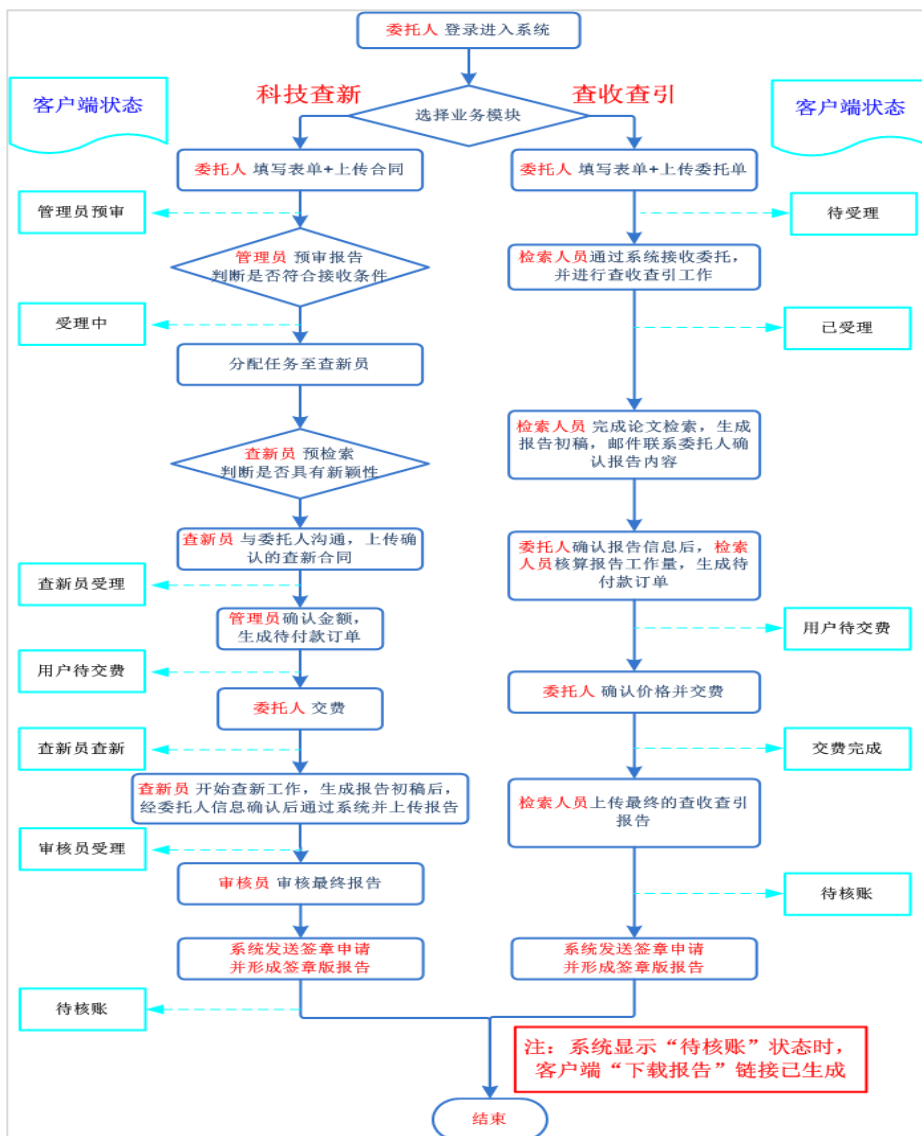 委托人 登录进入系统
科技查新
查收查引
客户端状态
客户端状态
选择业务模块
委托人 填写表单+上传合同
委托人 填写表单+上传委托单
管理员预审
待受理
管理员 预审报告
判断是否符合接收条件
检索人员通过系统接收委托，
并进行查收查引工作
受理中
已受理
分配任务至查新员
检索人员 完成论文检索，生成
报告初稿，邮件联系委托人确
认报告内容
查新员 预检索
判断是否具有新颖性
查新员 与委托人沟通，上传确
认的查新合同
委托人确认报告信息后，检索
人员核算报告工作量，生成待
付款订单
查新员受理
管理员确认金额，
生成待付款订单
用户待交费
用户待交费
委托人 确认价格并交费
委托人 交费
查新员查新
交费完成
查新员 开始查新工作，生成报告初稿后，
经委托人信息确认后通过系统并上传报告
检索人员上传最终的查收查引
报告
审核员受理
审核员 审核最终报告
待核账
系统发送签章申请
并形成签章版报告
系统发送签章申请
并形成签章版报告
待核账
注：系统显示“待核账”状态时，
客户端“下载报告”链接已生成
结束